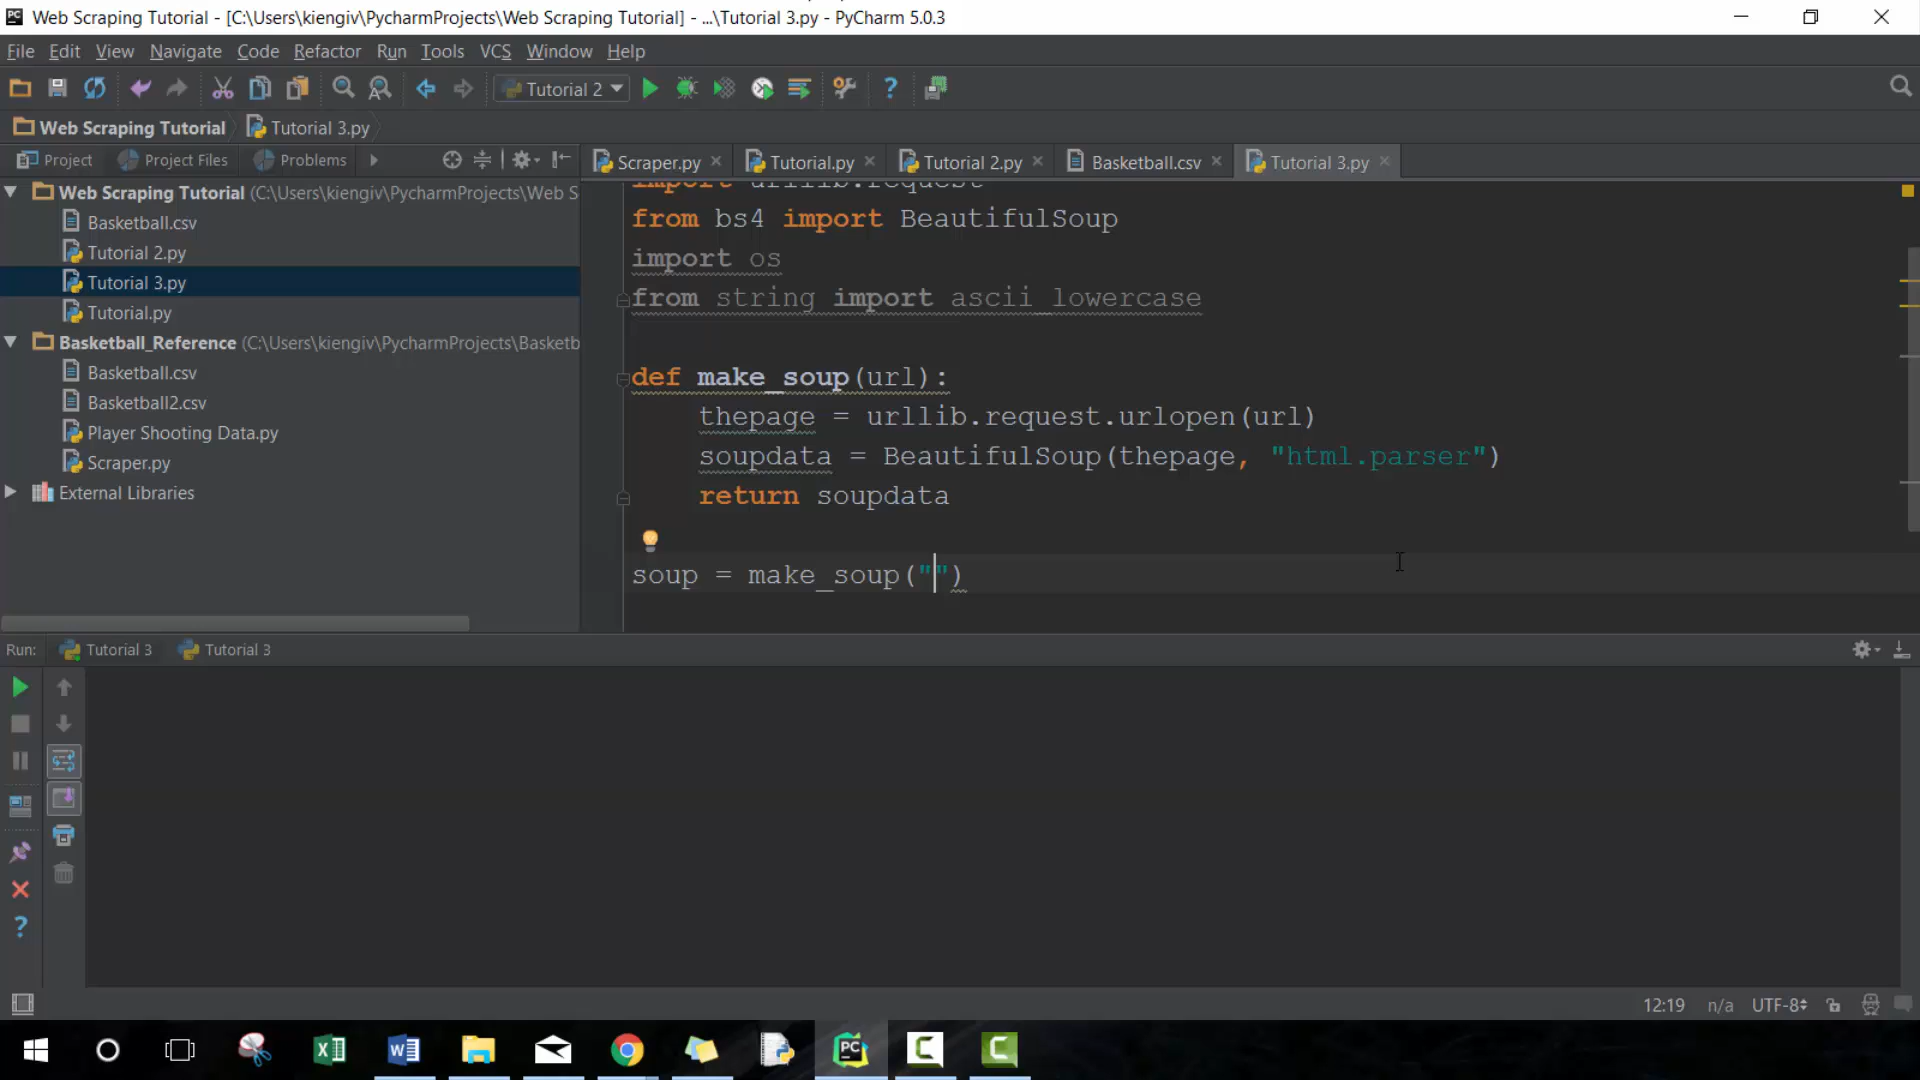 Web Scraping Tutorial - [C:\Users\kiengiv\PycharmProjects\Web Scraping Tutorial] - ...\Tutorial 3.py - PyCharm 5.0.3
File Edit View Navigate Code Refactor Run Tools VCS Window Help
Tutorial 2
Web Scraping Tutorial Tutorial 3.py
Project Project Files Problems
Scraper.py Tutorial.py Tutorial 2.py Basketball.csv Tutorial 3.py
Web Scraping Tutorial (C:\Users\kiengiv\PycharmProjects\Web S
Basketball.csv
Tutorial 2.py
Tutorial 3.py
Tutorial.py
Basketball_Reference (C:\Users\kiengiv\PycharmProjects\Basketb
Basketball.csv
Basketball2.csv
Player Shooting Data.py
Scraper.py
External Libraries
import urllib.request
from bs4 import BeautifulSoup
import os
from string import ascii_lowercase
def make_soup(url):
thepage = urllib.request.urlopen(url)
soupdata = BeautifulSoup(thepage, "html.parser")
return soupdata
soup = make_soup("")
Run: Tutorial 3 Tutorial 3
12:19 n/a UTF-8